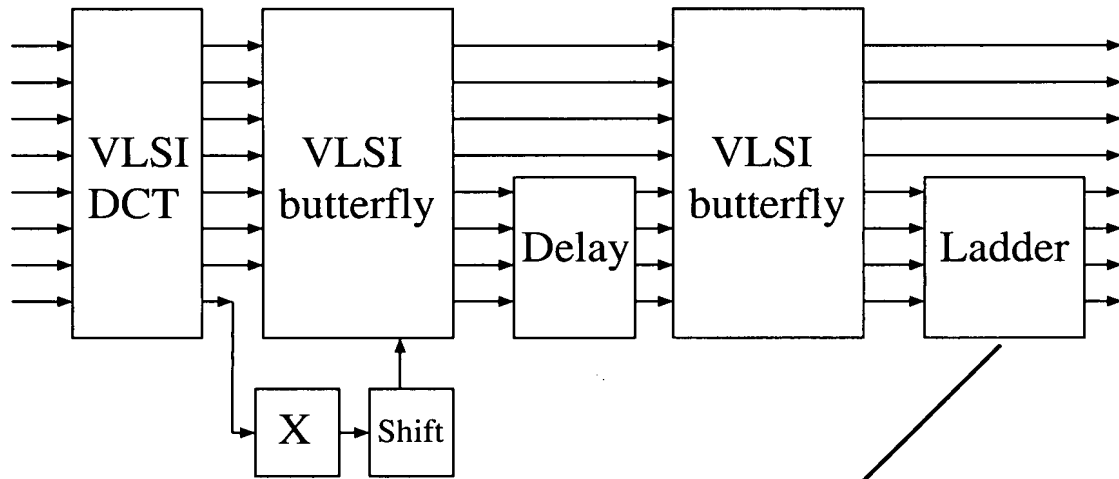 VLSI
DCT
VLSI
butterfly
Delay
VLSI
butterfly
Ladder
X
Shift